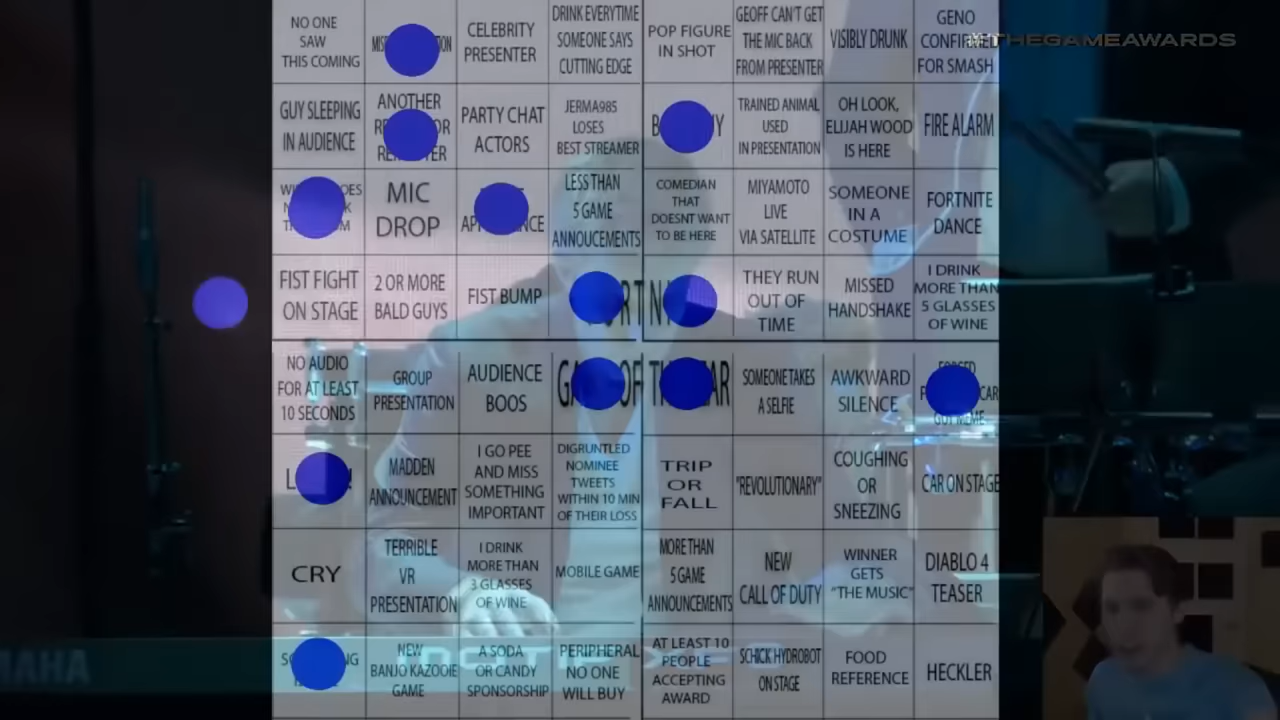 NO ONE
SAW
THIS COMING
CELEBRITY
PRESENTER
DRINK EVERYTIME
SOMEONE SAYS
CUTTING EDGE
POP FIGURE
IN SHOT
GEOFF CAN'T GET
THE MIC BACK
FROM PRESENTER
VISIBLY DRUNK
GENO
CONFIRMED
FOR SMASH
#THEGAMEAWARDS
GUY SLEEPING
IN AUDIENCE
ANOTHER
PARTY CHAT
ACTORS
JERMA985
LOSES
BEST STREAMER
TRAINED ANIMAL
USED
IN PRESENTATION
OH LOOK,
ELIJAH WOOD
IS HERE
FIRE ALARM
MIC
DROP
LESS THAN
5 GAME
ANNOUCEMENTS
COMEDIAN
THAT
DOESNT WANT
TO BE HERE
MIYAMOTO
LIVE
VIA SATELLITE
SOMEONE
IN A
COSTUME
FORTNITE
DANCE
FIST FIGHT
ON STAGE
2 OR MORE
BALD GUYS
FIST BUMP
THEY RUN
OUT OF
TIME
MISSED
HANDSHAKE
I DRINK
MORE THAN
5 GLASSES
OF WINE
NO AUDIO
FOR AT LEAST
10 SECONDS
GROUP
PRESENTATION
AUDIENCE
BOOS
GAME OF THE YEAR
SOMEONE TAKES
A SELFIE
AWKWARD
SILENCE
MADDEN
ANNOUNCEMENT
I GO PEE
AND MISS
SOMETHING
IMPORTANT
DIGRUNTLED
NOMINEE
TWEETS
WITHIN 10 MIN
OF THEIR LOSS
TRIP
OR
FALL
"REVOLUTIONARY"
COUGHING
OR
SNEEZING
CAR ON STAGE
CRY
TERRIBLE
VR
PRESENTATION
I DRINK
MORE THAN
3 GLASSES
OF WINE
MOBILE GAME
MORE THAN
5 GAME
ANNOUNCEMENTS
NEW
CALL OF DUTY
WINNER
GETS
"THE MUSIC"
DIABLO 4
TEASER
NEW
BANJO KAZOOIE
GAME
A SODA
OR CANDY
SPONSORSHIP
PERIPHERAL
NO ONE
WILL BUY
AT LEAST 10
PEOPLE
ACCEPTING
AWARD
SCHICK HYDROBOT
ON STAGE
FOOD
REFERENCE
HECKLER